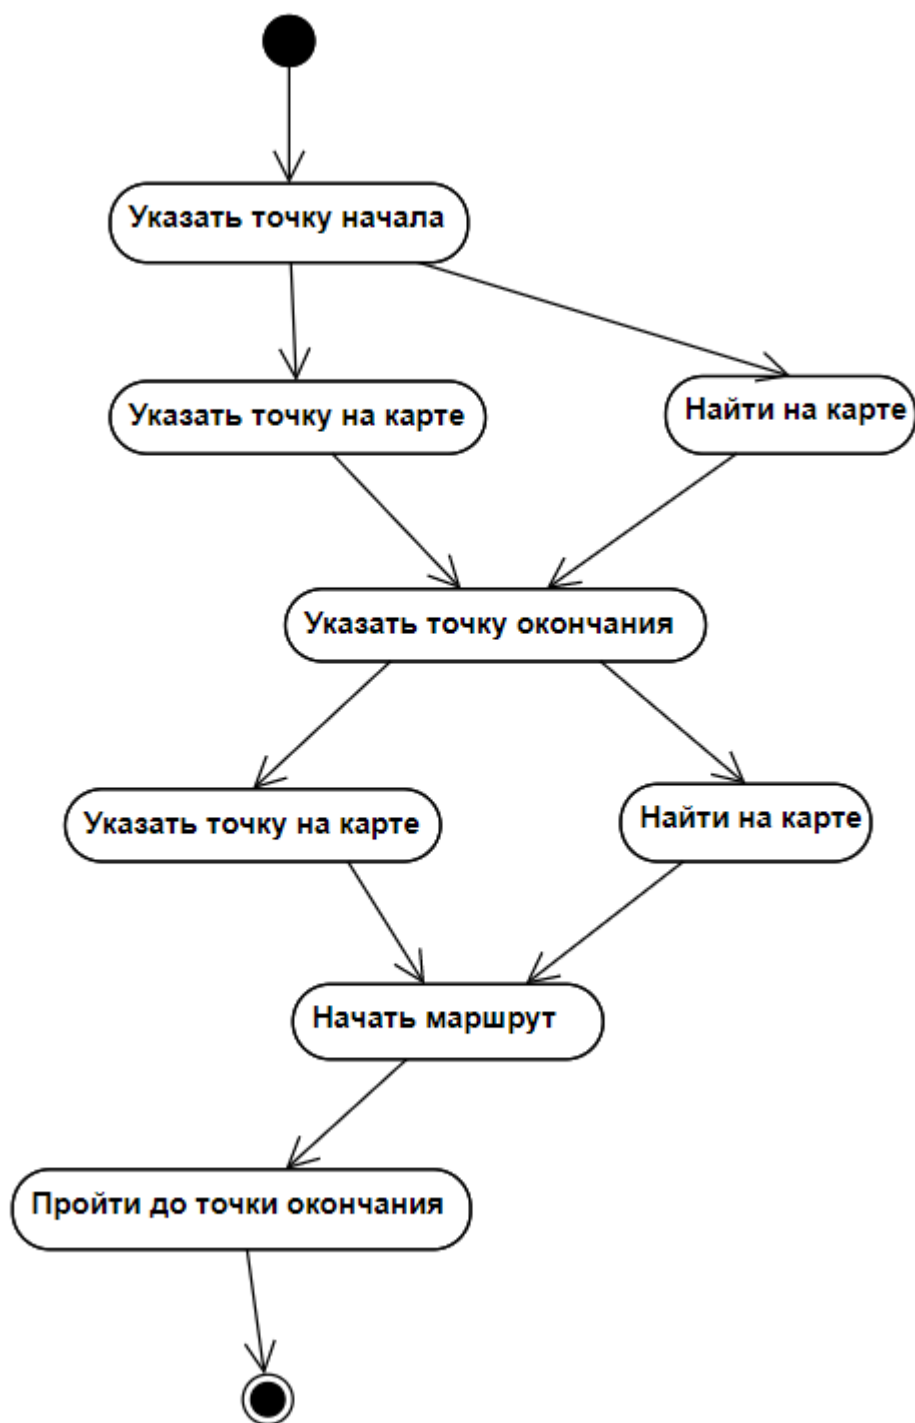 Указать точку начала
Указать точку на карте
Найти на карте
Указать точку окончания
Указать точку на карте
Найти на карте
Начать маршрут
Пройти до точки окончания